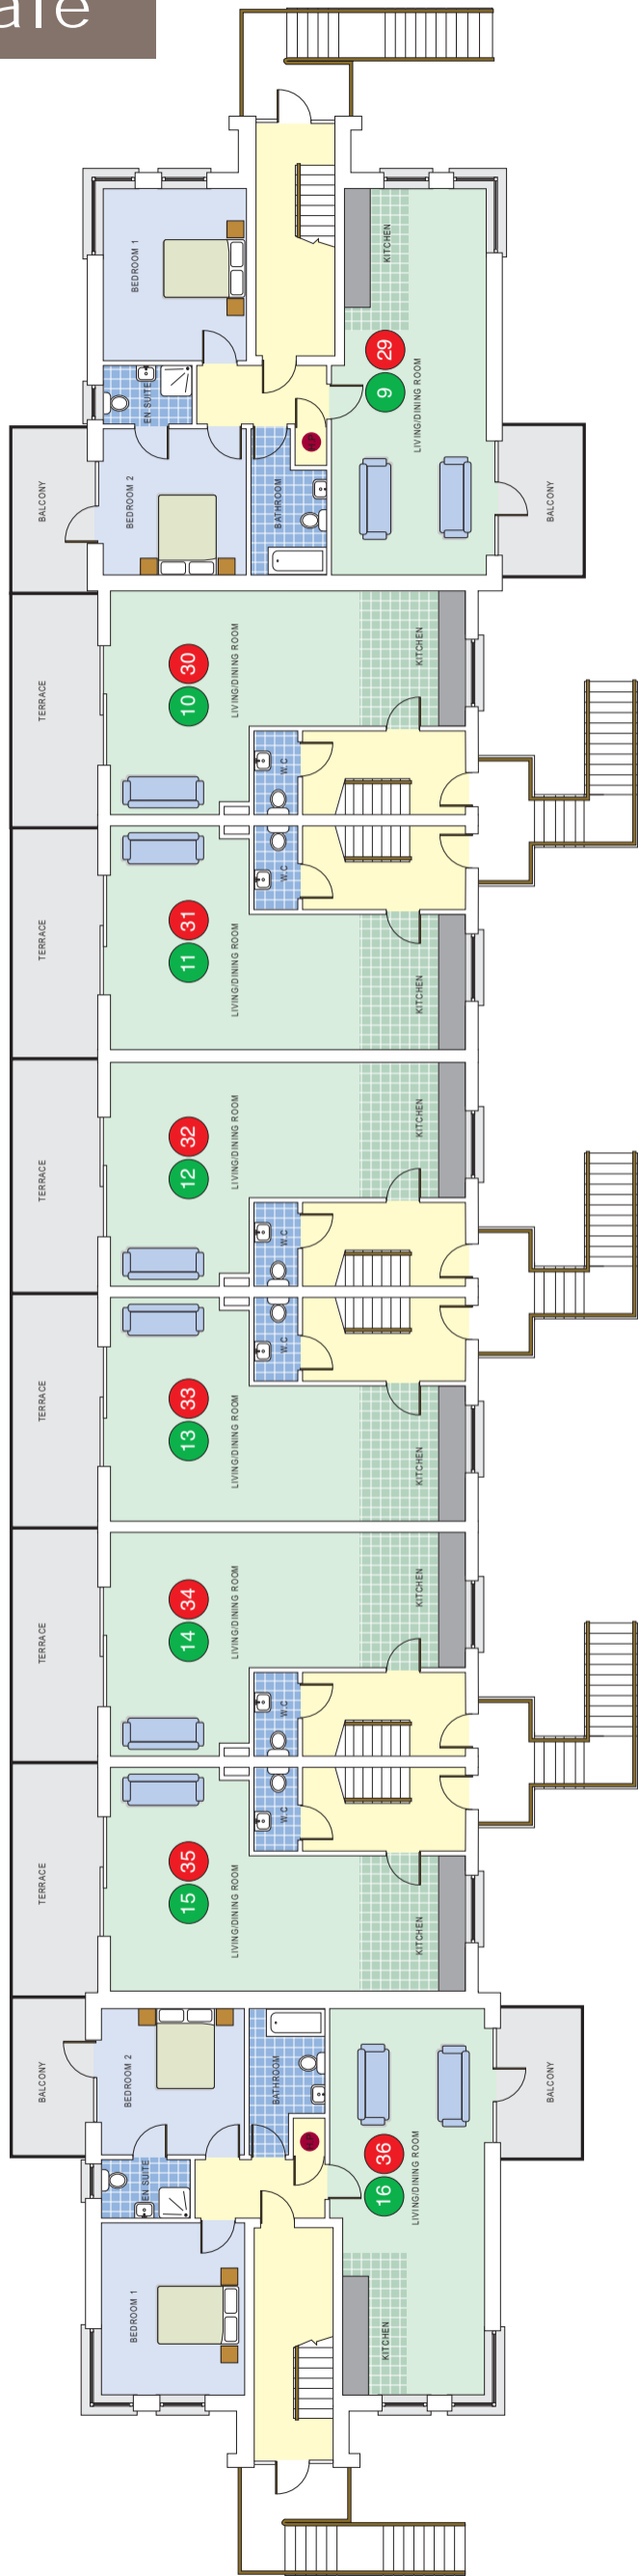 ale
BEDROOM 1
KITCHEN
EN SUITE
9 29
LIVING/DINING ROOM
BALCONY
BEDROOM 2
BATHROOM
BALCONY
TERRACE
10 30
LIVING/DINING ROOM
KITCHEN
W.C
W.C
TERRACE
11 31
LIVING/DINING ROOM
KITCHEN
TERRACE
12 32
LIVING/DINING ROOM
KITCHEN
W.C
W.C
TERRACE
13 33
LIVING/DINING ROOM
KITCHEN
TERRACE
14 34
LIVING/DINING ROOM
KITCHEN
W.C
W.C
TERRACE
15 35
LIVING/DINING ROOM
KITCHEN
BALCONY
BEDROOM 2
BATHROOM
BALCONY
EN SUITE
16 36
LIVING/DINING ROOM
BEDROOM 1
KITCHEN